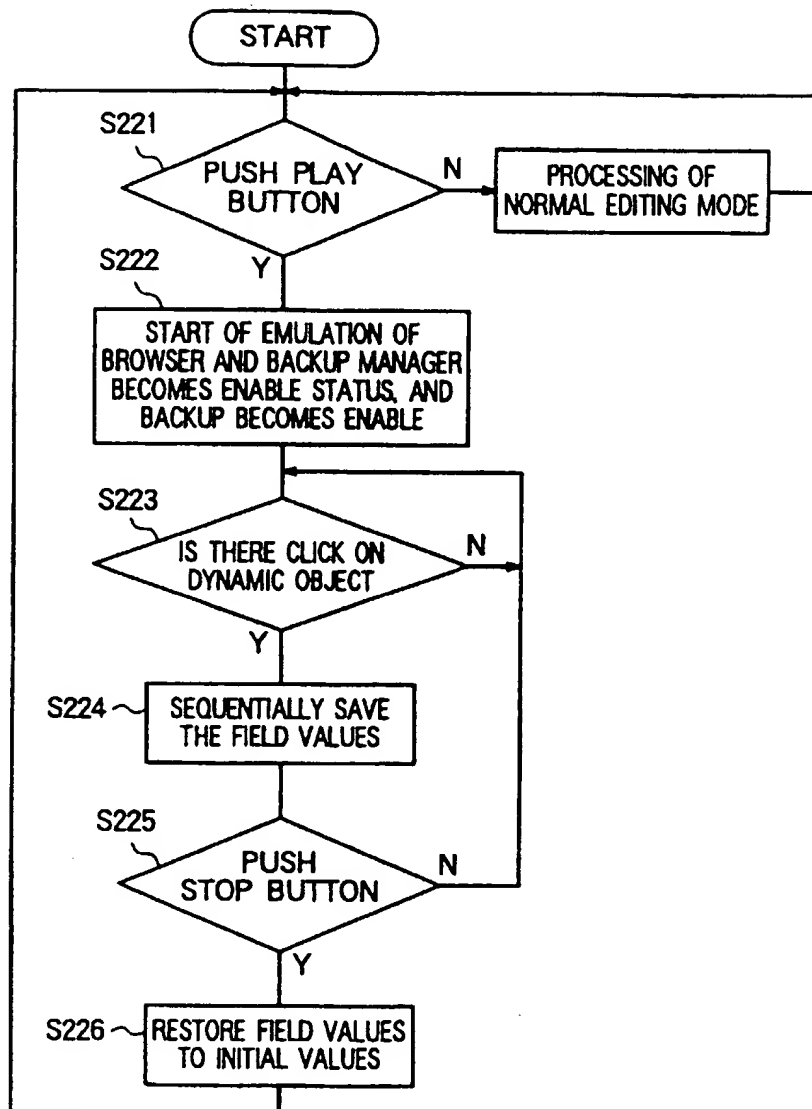 START
S221
PUSH PLAY
BUTTON
N
PROCESSING OF
NORMAL EDITING MODE
Y
S222
START OF EMULATION OF
BROWSER AND BACKUP MANAGER
BECOMES ENABLE STATUS, AND
BACKUP BECOMES ENABLE
S223
IS THERE CLICK ON
DYNAMIC OBJECT
N
Y
S224
SEQUENTIALLY SAVE
THE FIELD VALUES
S225
PUSH
STOP BUTTON
N
Y
S226
RESTORE FIELD VALUES
TO INITIAL VALUES